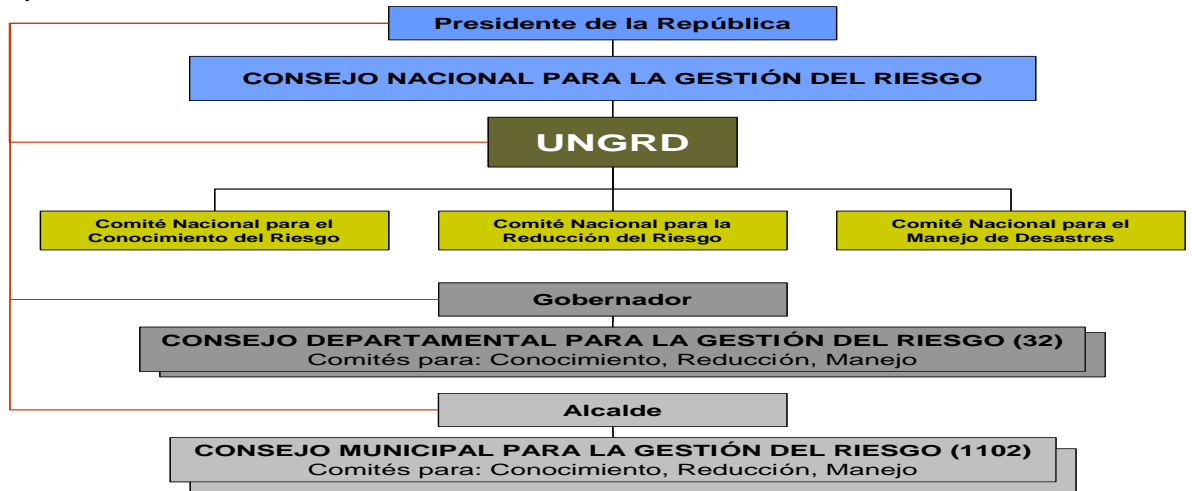 Presidente de la República
CONSEJO NACIONAL PARA LA GESTIÓN DEL RIESGO
UNGRD
Comité Nacional para el
Conocimiento del Riesgo
Comité Nacional para la
Reducción del Riesgo
Comité Nacional para el
Manejo de Desastres
Gobernador
CONSEJO DEPARTAMENTAL PARA LA GESTIÓN DEL RIESGO (32)
Comités para: Conocimiento, Reducción, Manejo
Alcalde
CONSEJO MUNICIPAL PARA LA GESTIÓN DEL RIESGO (1102)
Comités para: Conocimiento, Reducción, Manejo